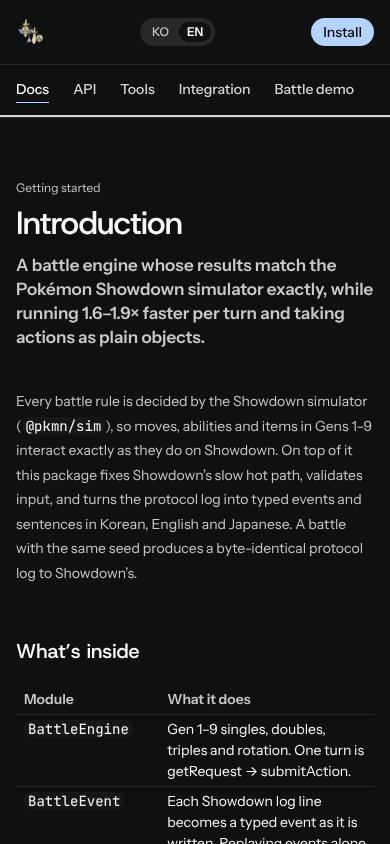 KO EN Install
Docs API Tools Integration Battle demo
Getting started
Introduction
A battle engine whose results match the
Pokémon Showdown simulator exactly, while
running 1.6–1.9× faster per turn and taking
actions as plain objects.
Every battle rule is decided by the Showdown simulator
( @pkmn/sim ), so moves, abilities and items in Gens 1–9
interact exactly as they do on Showdown. On top of it
this package fixes Showdown’s slow hot path, validates
input, and turns the protocol log into typed events and
sentences in Korean, English and Japanese. A battle
with the same seed produces a byte-identical protocol
log to Showdown’s.
What’s inside
Module What it does
BattleEngine Gen 1–9 singles, doubles,
triples and rotation. One turn is
getRequest → submitAction.
BattleEvent Each Showdown log line
becomes a typed event as it is
written. Replaying events alone